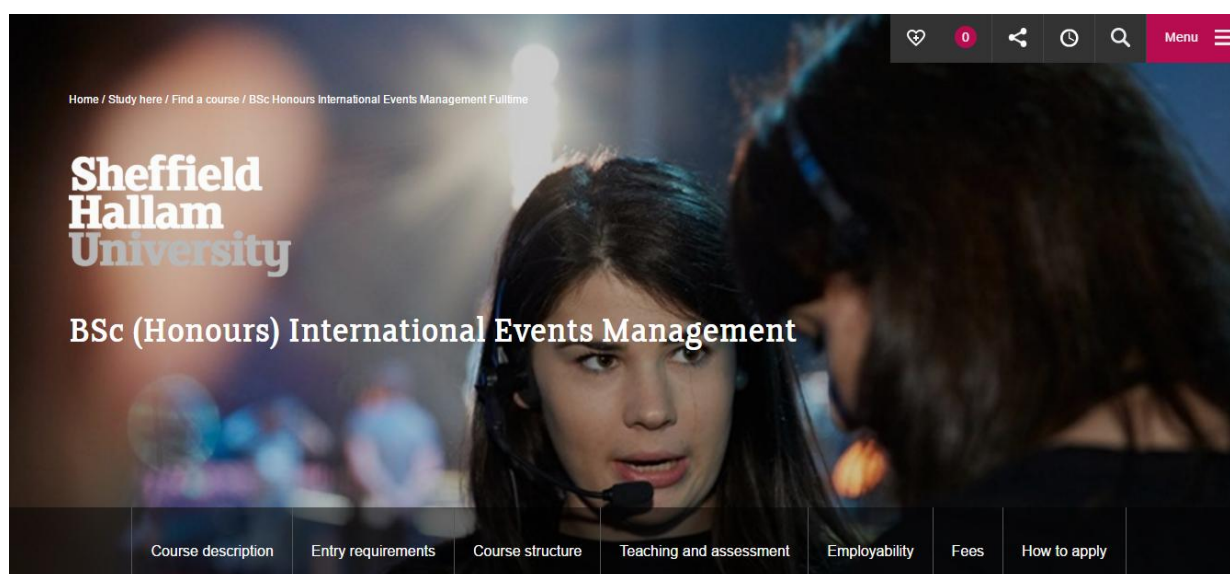 0
Menu
Home / Study here / Find a course / BSc Honours International Events Management Fulltime
Sheffield
Hallam
University
BSc (Honours) International Events Management
Course description Entry requirements Course structure Teaching and assessment Employability Fees How to apply